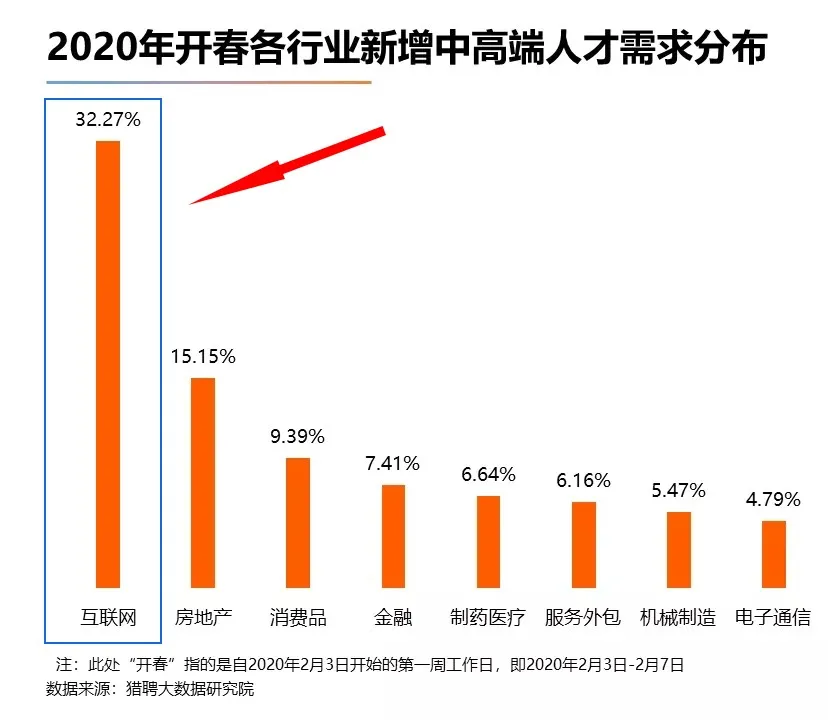 2020年开春各行业新增中高端人才需求分布
32.27%
15.15%
9.39%
7.41%
6.64%
6.16%
5.47%
4.79%
互联网
房地产
消费品
金融
制药医疗
服务外包
机械制造
电子通信
注：此处“开春”指的是自2020年2月3日开始的第一周工作日，即2020年2月3日-2月7日
数据来源：猎聘大数据研究院